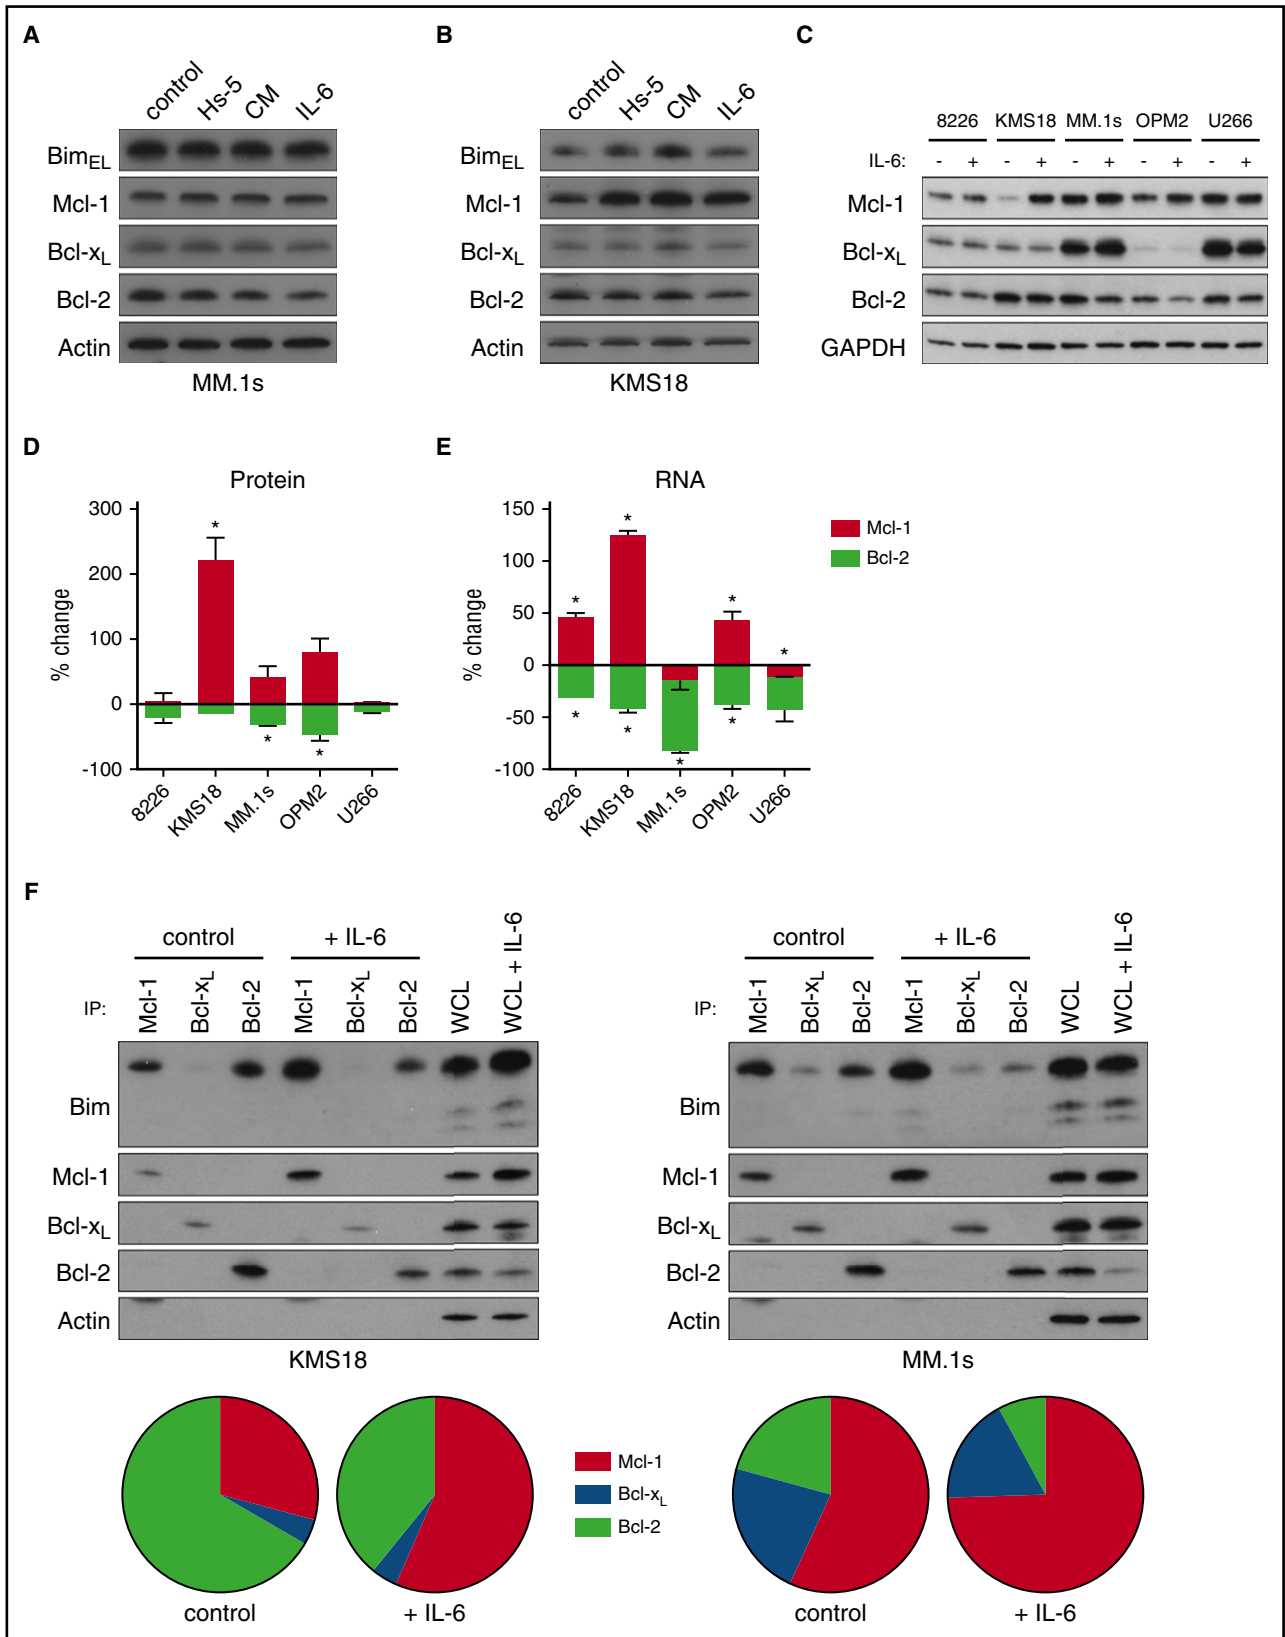 A
control Hs-5 CM IL-6
BimEL
Mcl-1
Bcl-xL
Bcl-2
Actin
MM.1s
B
control Hs-5 CM IL-6
BimEL
Mcl-1
Bcl-xL
Bcl-2
Actin
KMS18
C
8226 KMS18 MM.1s OPM2 U266
IL-6: - + - + - + - + - +
Mcl-1
Bcl-xL
Bcl-2
GAPDH
D
Protein
% change
300
200
100
0
-100
* * *
8226 KMS18 MM.1s OPM2 U266
E
RNA
% change
150
100
50
0
-50
-100
* * * *
* * * *
8226 KMS18 MM.1s OPM2 U266
Mcl-1
Bcl-2
F
control + IL-6
IP: Mcl-1 Bcl-xL Bcl-2 Mcl-1 Bcl-xL Bcl-2 WCL WCL + IL-6
Bim
Mcl-1
Bcl-xL
Bcl-2
Actin
KMS18
control + IL-6
IP: Mcl-1 Bcl-xL Bcl-2 Mcl-1 Bcl-xL Bcl-2 WCL WCL + IL-6
Bim
Mcl-1
Bcl-xL
Bcl-2
Actin
MM.1s
control + IL-6
Mcl-1
Bcl-xL
Bcl-2
control + IL-6